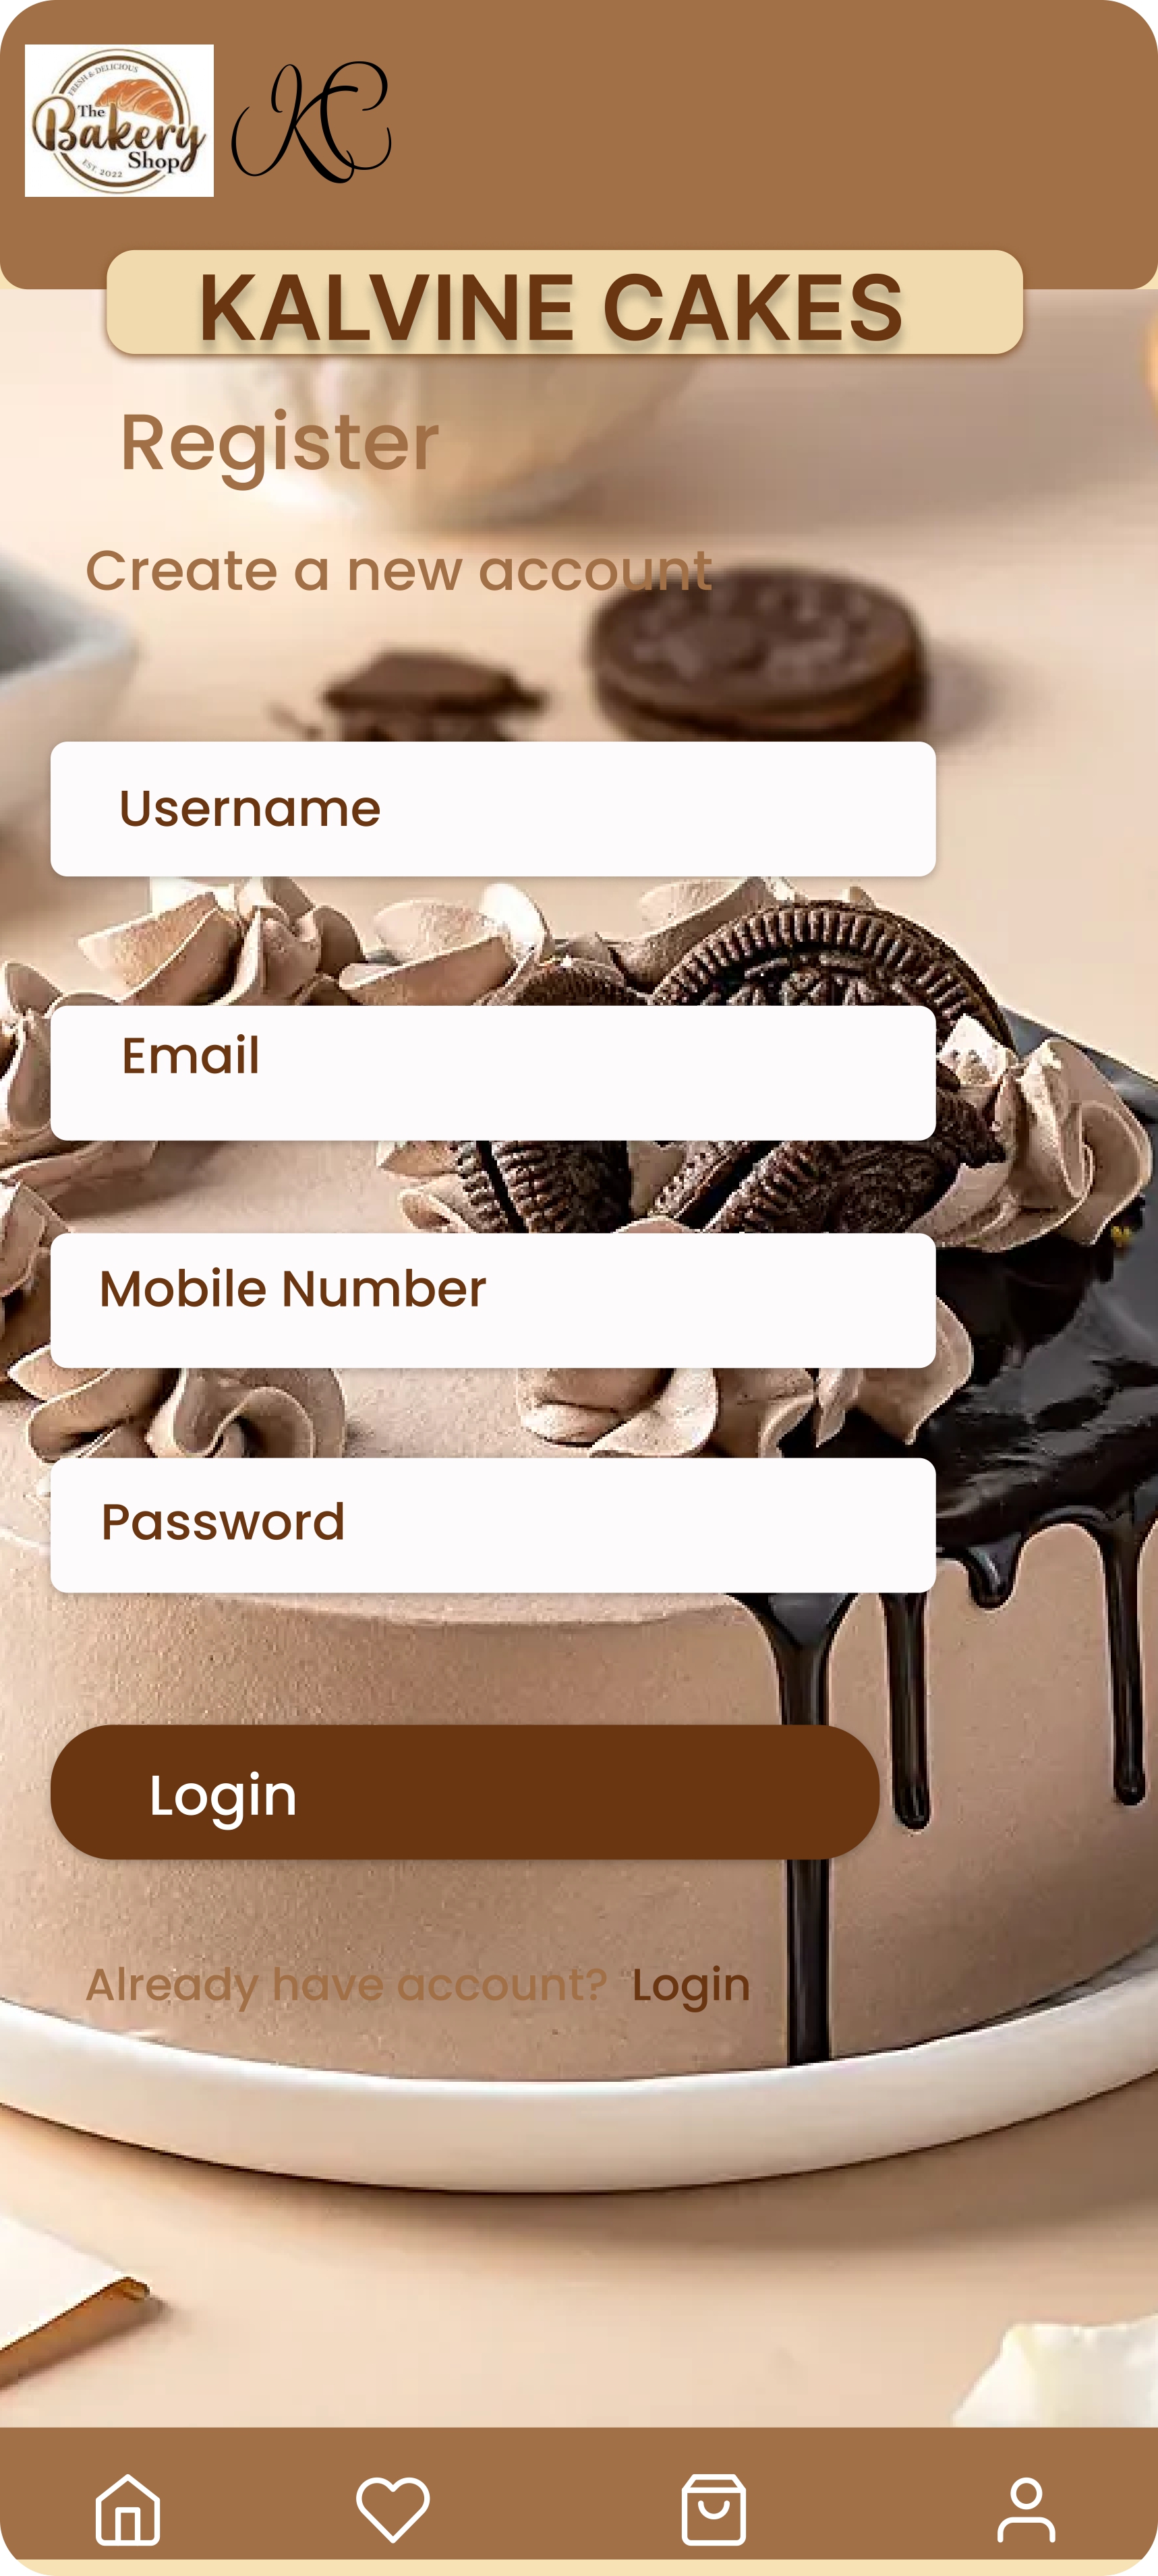 FRESH & DELICIOUS
The
Bakery
Shop
EST. 2022
KC
KALVINE CAKES
Register
Create a new account
Username
Email
Mobile Number
Password
Login
Already have account? Login